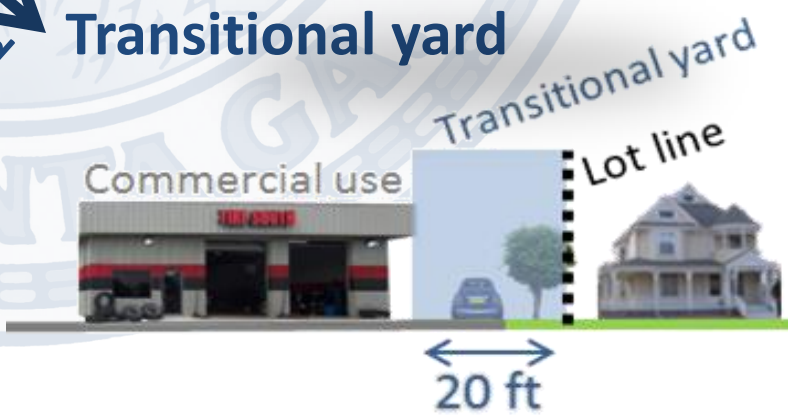 Transitional yard
Transitional yard
Commercial use
Lot line
20 ft